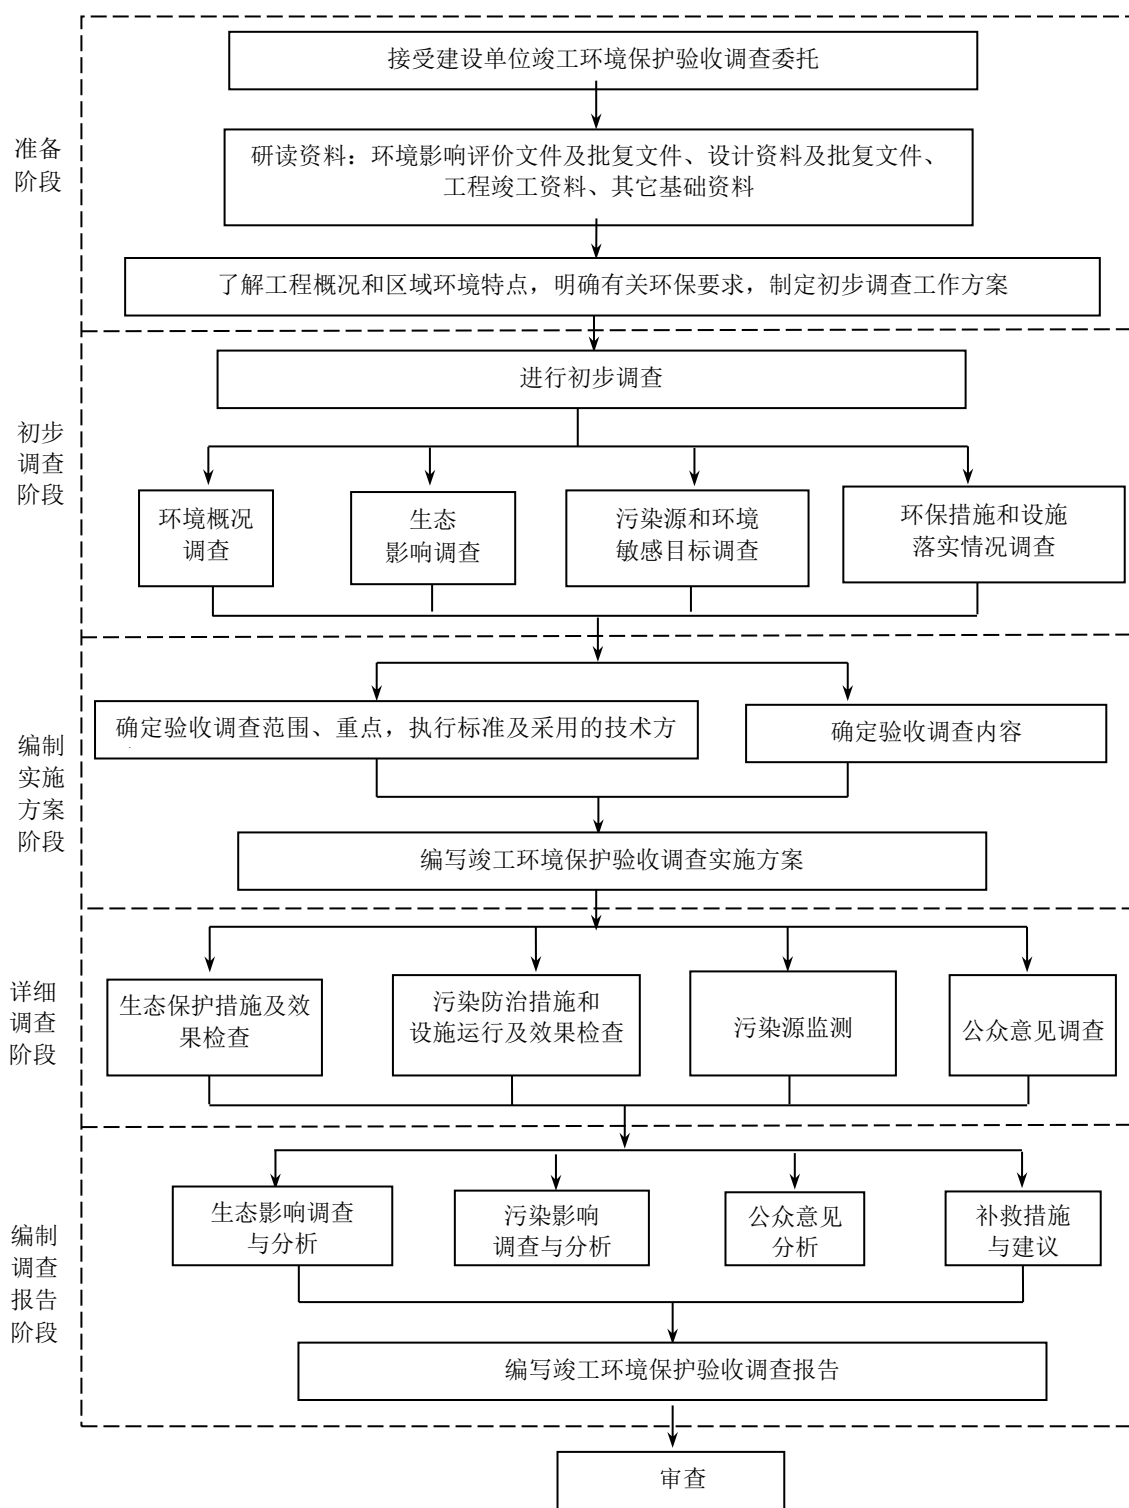 接受建设单位竣工环境保护验收调查委托
准备
阶段
研读资料：环境影响评价文件及批复文件、设计资料及批复文件、
工程竣工资料、其它基础资料
了解工程概况和区域环境特点，明确有关环保要求，制定初步调查工作方案
进行初步调查
初步
调查
阶段
环境概况
调查
生态
影响调查
污染源和环境
敏感目标调查
环保措施和设施
落实情况调查
编制
实施
方案
阶段
确定验收调查范围、重点，执行标准及采用的技术方
确定验收调查内容
编写竣工环境保护验收调查实施方案
详细
调查
阶段
生态保护措施及效
果检查
污染防治措施和
设施运行及效果检查
污染源监测
公众意见调查
编制
调查
报告
阶段
生态影响调查
与分析
污染影响
调查与分析
公众意见
分析
补救措施
与建议
编写竣工环境保护验收调查报告
审查